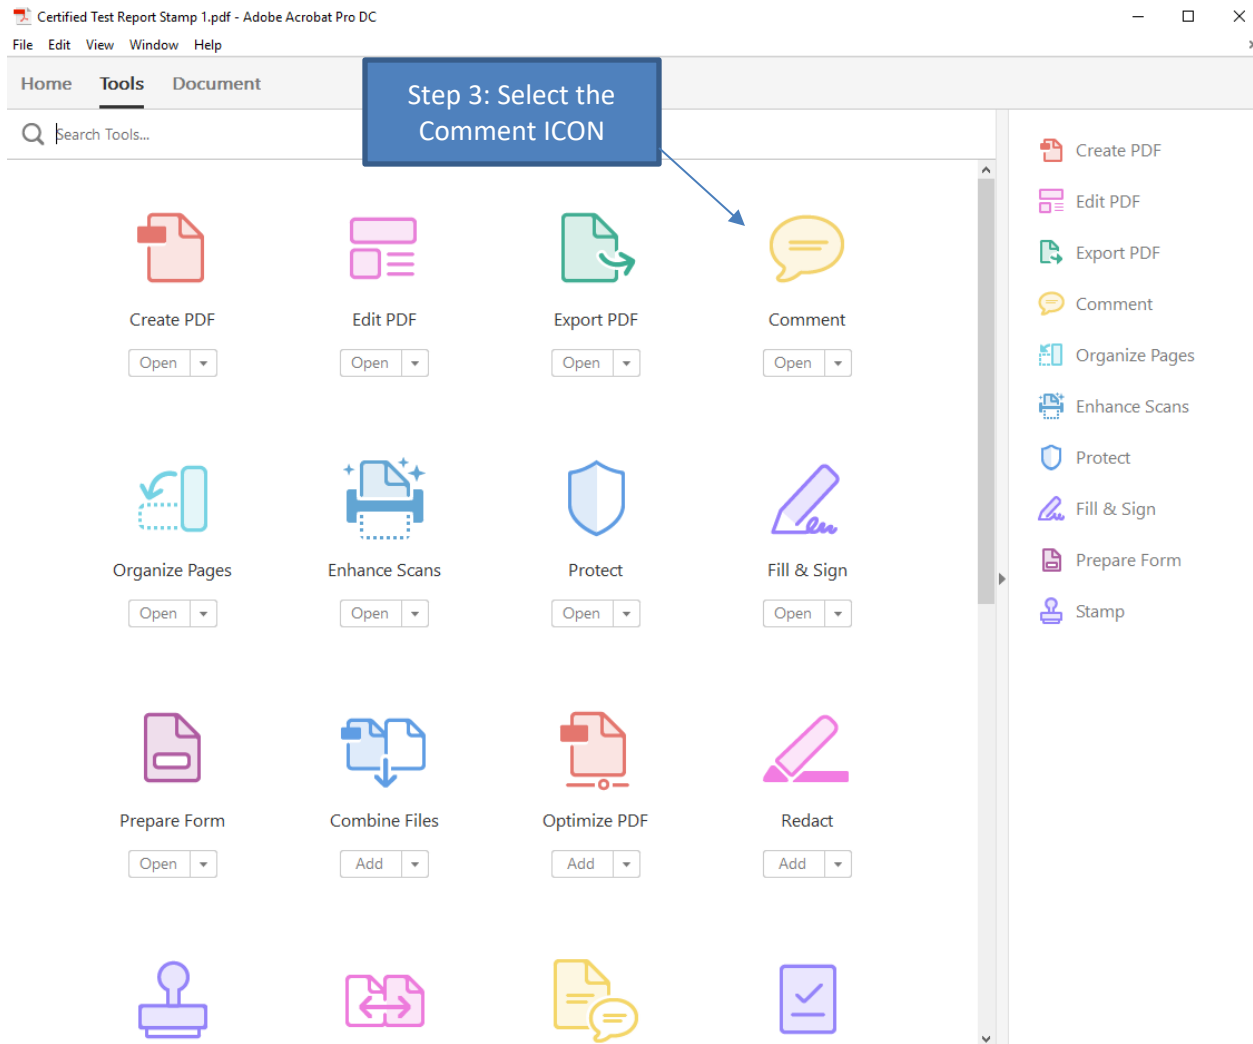 Certified Test Report Stamp 1.pdf - Adobe Acrobat Pro DC
File Edit View Window Help
Home Tools Document
Step 3: Select the
Comment ICON
Search Tools...
Create PDF Edit PDF Export PDF Comment
Open Open Open Open
Organize Pages Enhance Scans Protect Fill & Sign
Open Open Open Open
Prepare Form Combine Files Optimize PDF Redact
Open Add Add Add
Create PDF
Edit PDF
Export PDF
Comment
Organize Pages
Enhance Scans
Protect
Fill & Sign
Prepare Form
Stamp